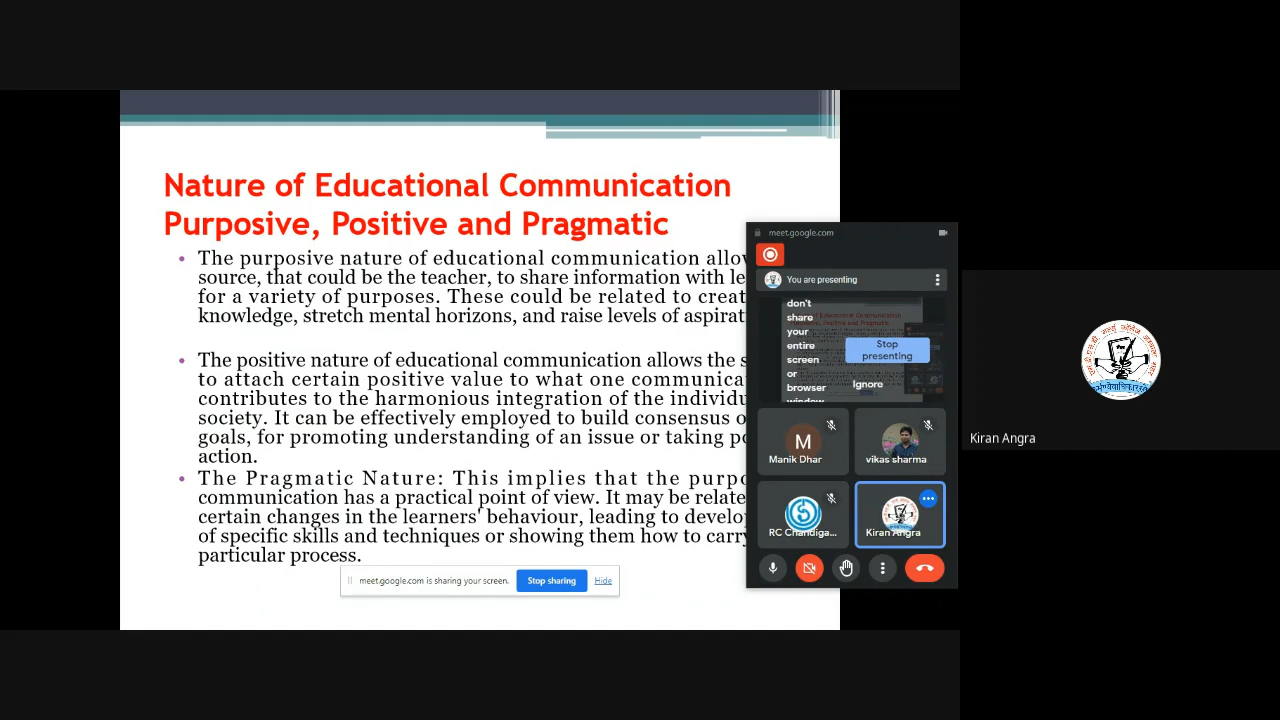 Nature of Educational Communication
Purposive, Positive and Pragmatic
• The purposive nature of educational communication allow
source, that could be the teacher, to share information with le
for a variety of purposes. These could be related to creat
knowledge, stretch mental horizons, and raise levels of aspirat
• The positive nature of educational communication allows the s
to attach certain positive value to what one communica
contributes to the harmonious integration of the individu
society. It can be effectively employed to build consensus o
goals, for promoting understanding of an issue or taking po
action.
• The Pragmatic Nature: This implies that the purpo
communication has a practical point of view. It may be relate
certain changes in the learners' behaviour, leading to develop
of specific skills and techniques or showing them how to carry
particular process.
meet.google.com is sharing your screen.
Stop sharing
Hide
meet.google.com
You are presenting
don't
share
your
entire
screen
or
browser
window
Stop
presenting
Ignore
M
Manik Dhar
vikas sharma
RC Chandiga...
Kiran Angra
Kiran Angra